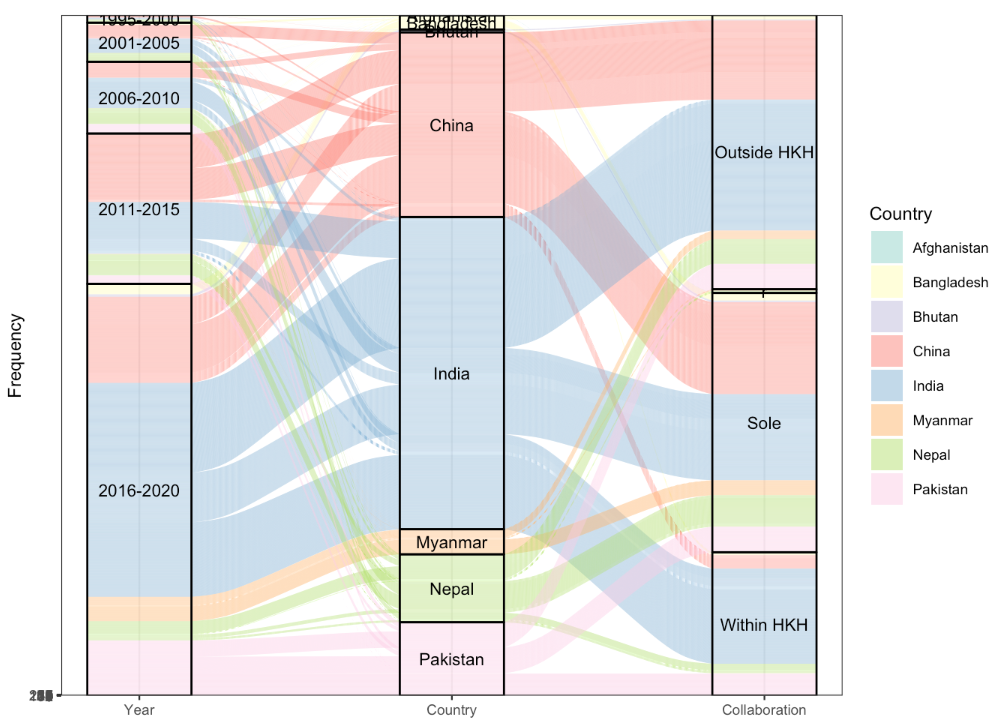 1995-2000
2001-2005
2006-2010
2011-2015
2016-2020
Afghanistan
Bangladesh
Bhutan
China
India
Myanmar
Nepal
Pakistan
Outside HKH
Sole
Within HKH
Frequency
Year
Country
Collaboration
Country
Afghanistan
Bangladesh
Bhutan
China
India
Myanmar
Nepal
Pakistan